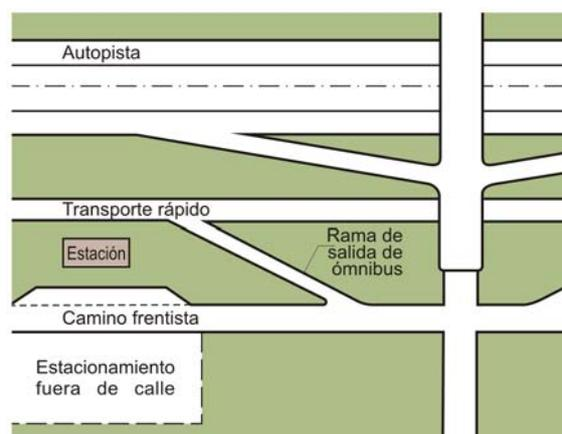 Autopista
Transporte rápido
Rama de
salida de
ómnibus
Estación
Camino frentista
Estacionamiento
fuera de calle